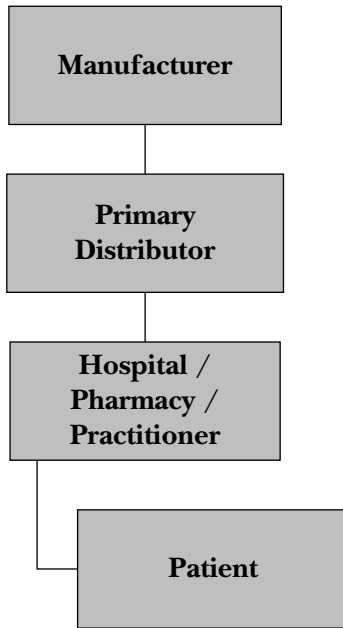 Manufacturer
Primary
Distributor
Hospital /
Pharmacy /
Practitioner
Patient